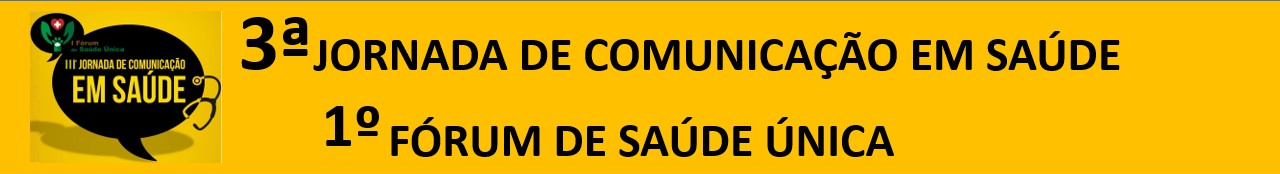 I Fórum
de Saúde Única
III JORNADA DE COMUNICAÇÃO
EM SAÚDE
3ª JORNADA DE COMUNICAÇÃO EM SAÚDE
1º FÓRUM DE SAÚDE ÚNICA